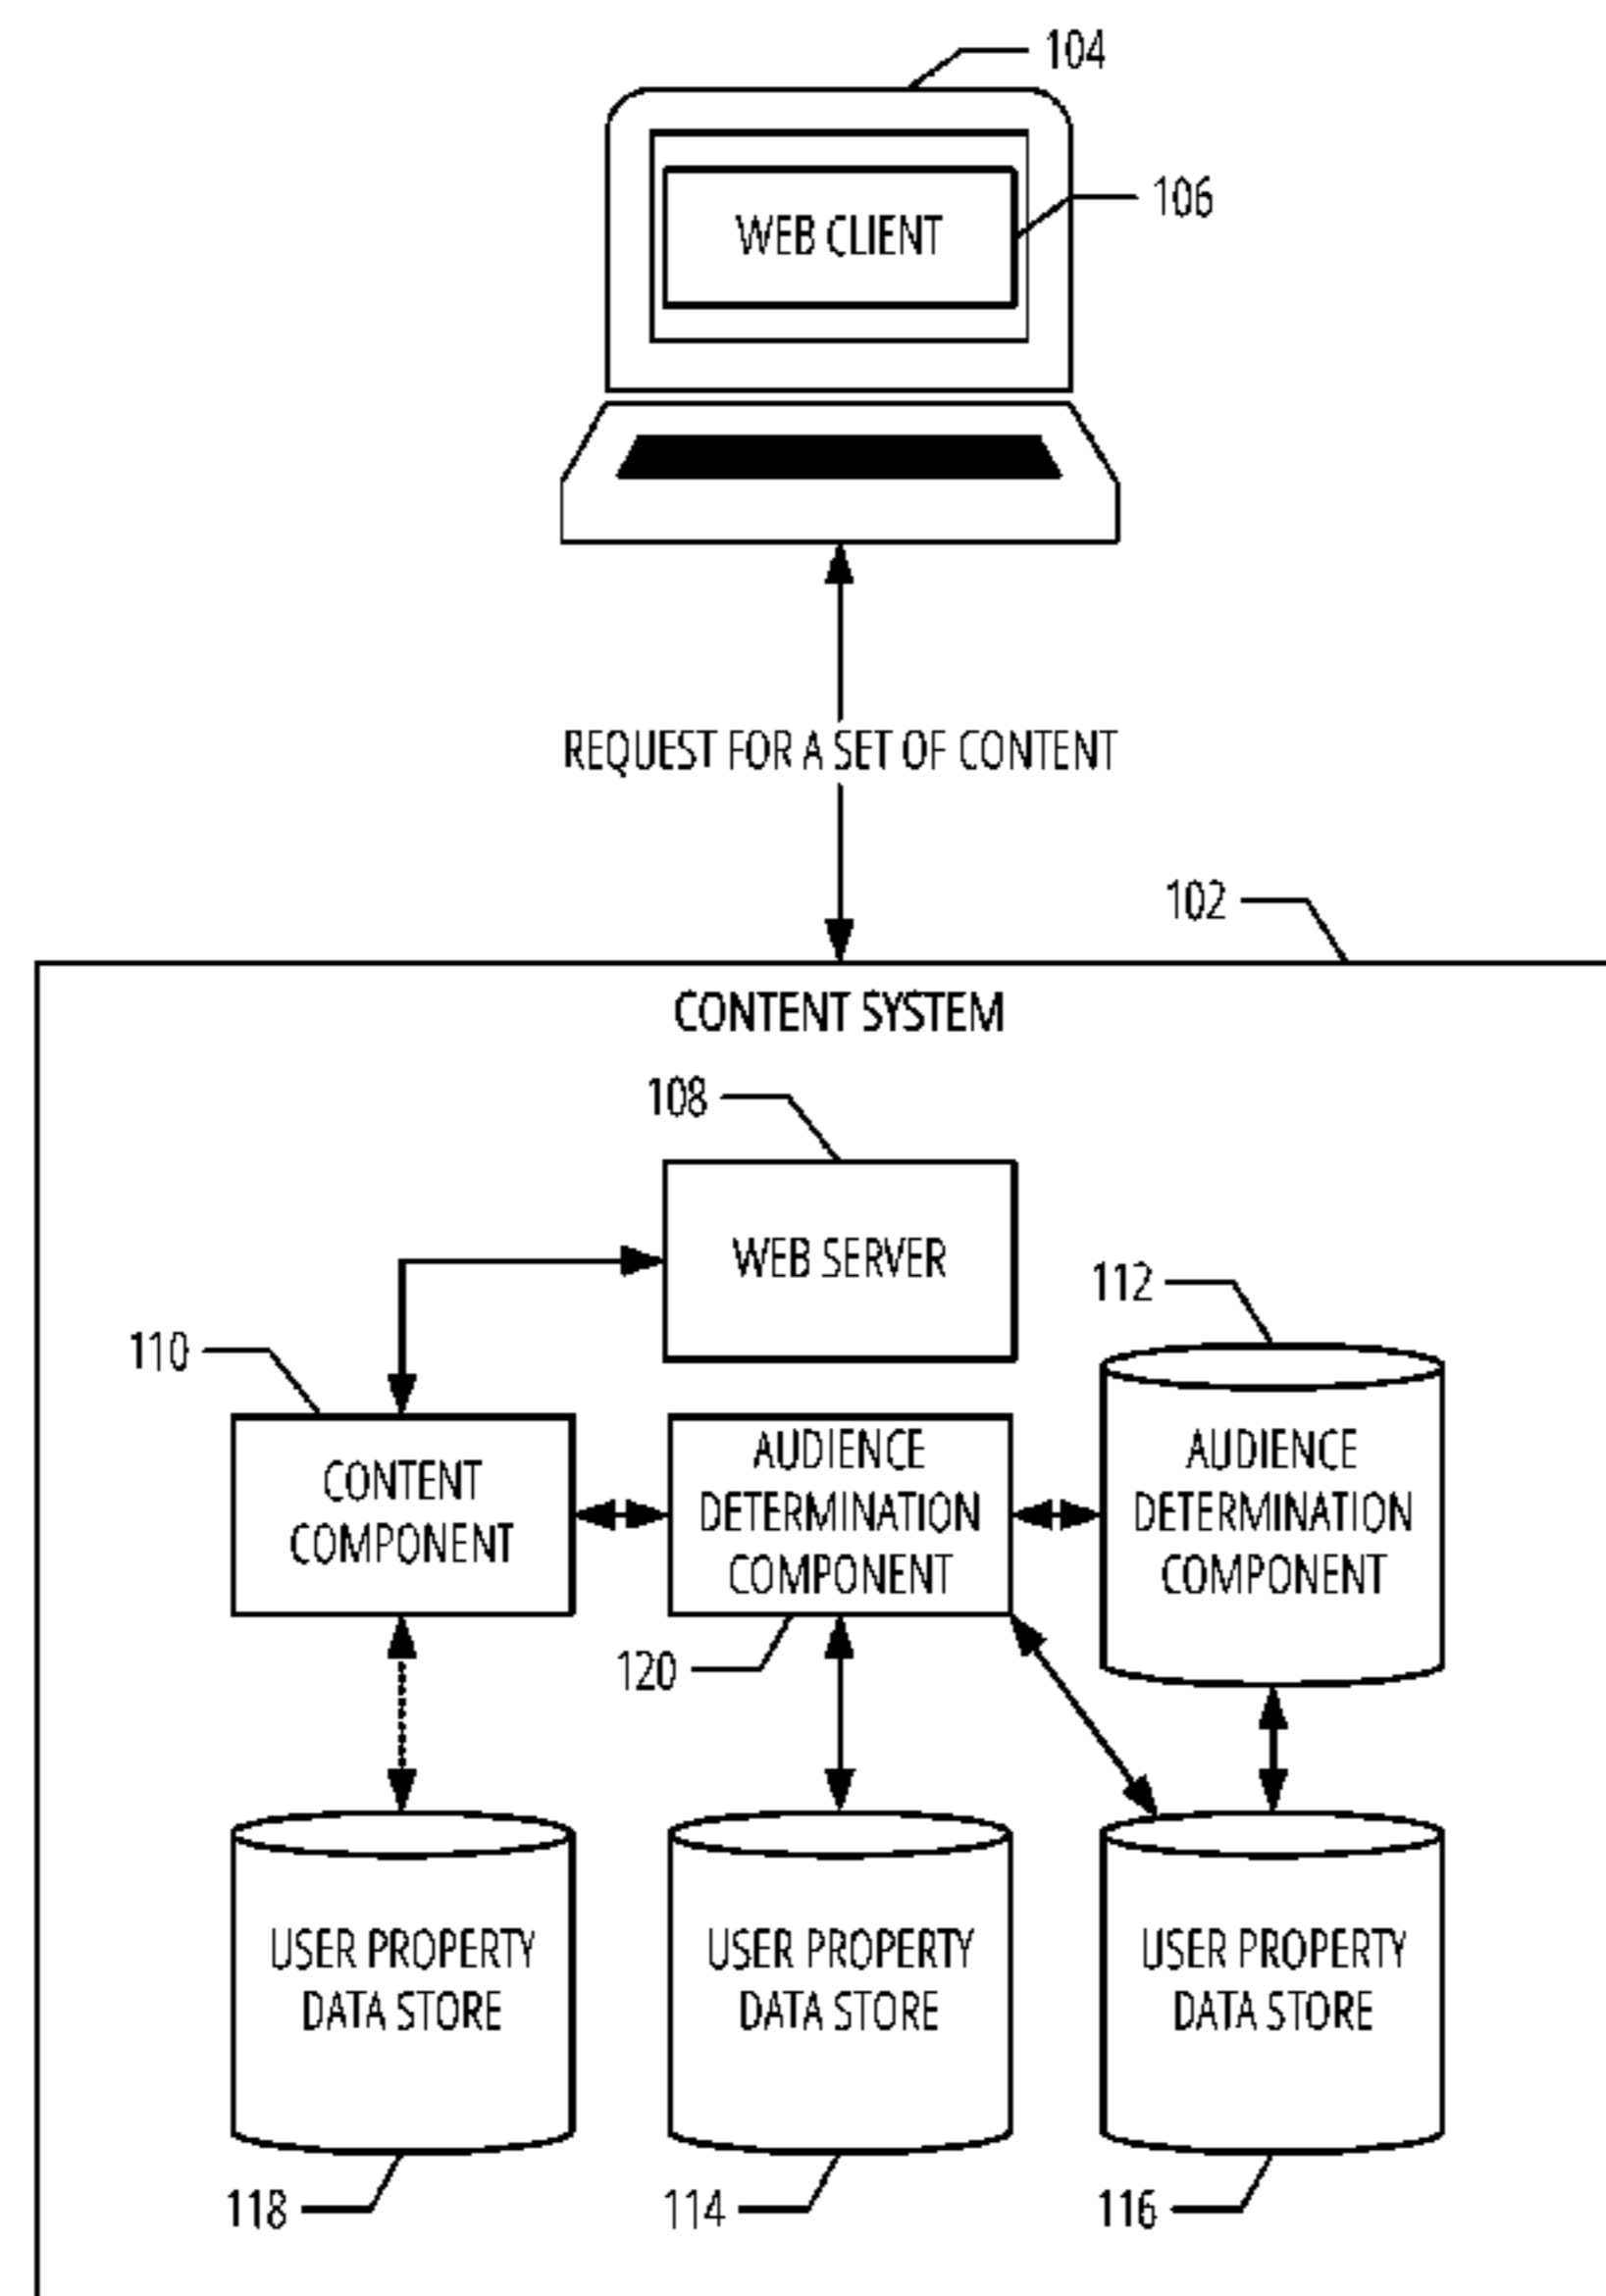 104
106
WEB CLIENT
REQUEST FOR A SET OF CONTENT
102
CONTENT SYSTEM
108
WEB SERVER
112
110
CONTENT
COMPONENT
AUDIENCE
DETERMINATION
COMPONENT
AUDIENCE
DETERMINATION
COMPONENT
120
USER PROPERTY
DATA STORE
USER PROPERTY
DATA STORE
USER PROPERTY
DATA STORE
118
114
116